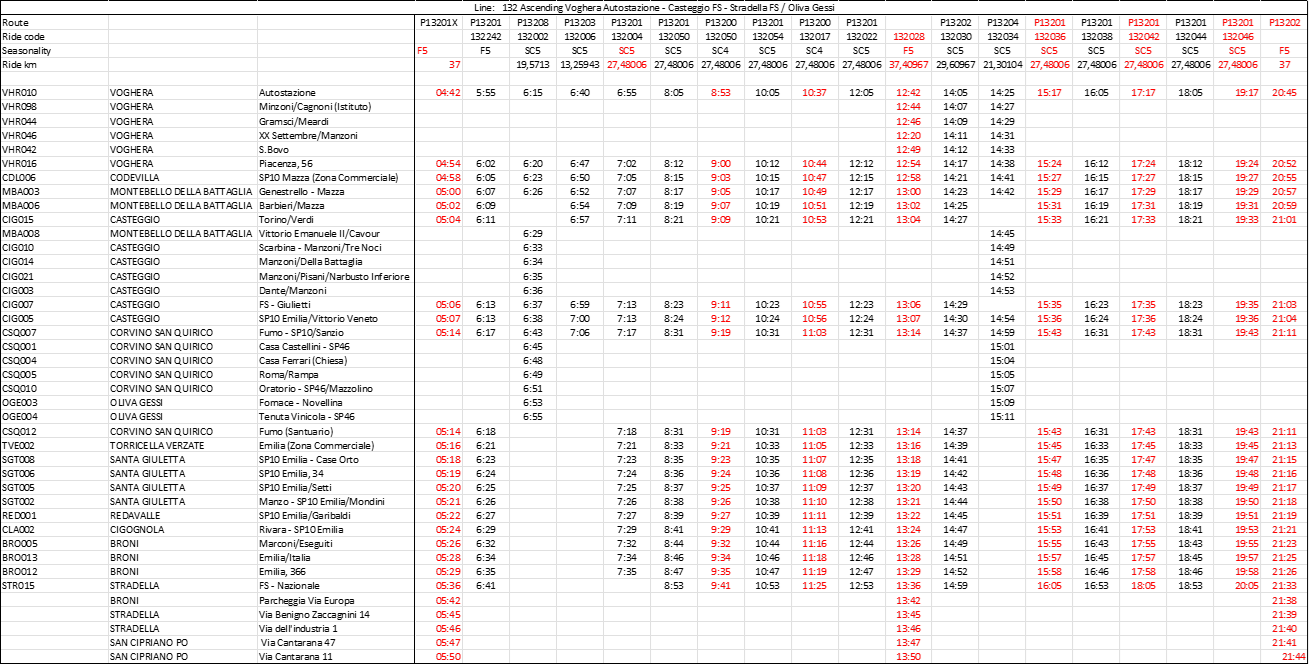 Line: 132 Ascending Voghera Autostazione - Casteggio FS - Stradella FS / Oliva Gessi
Route P13201X P13201 P13208 P13203 P13201 P13201 P13200 P13201 P13200 P13201 P13202 P13204 P13201 P13201 P13201 P13201 P13201 P13202
Ride code 132242 132002 132006 132004 132050 132050 132054 132017 132022 132028 132030 132034 132036 132038 132042 132044 132046
Seasonality F5 F5 SC5 SC5 SC5 SC5 SC4 SC5 SC4 SC5 F5 SC5 SC5 SC5 SC5 SC5 SC5 SC5 F5
Ride km 37 19,5713 13,25943 27,48006 27,48006 27,48006 27,48006 27,48006 27,48006 37,40967 29,60967 21,30104 27,48006 27,48006 27,48006 27,48006 27,48006 37
VHR010 VOGHERA Autostazione 04:42 5:55 6:15 6:40 6:55 8:05 8:53 10:05 10:37 12:05 12:42 14:05 14:25 15:17 16:05 17:17 18:05 19:17 20:45
VHR098 VOGHERA Minzoni/Cagnoni (Istituto) 12:44 14:07 14:27
VHR044 VOGHERA Gramsci/Meardi 12:46 14:09 14:29
VHR046 VOGHERA XX Settembre/Manzoni 12:20 14:11 14:31
VHR042 VOGHERA S.Bovo 12:49 14:12 14:33
VHR016 VOGHERA Piacenza, 56 04:54 6:02 6:20 6:47 7:02 8:12 9:00 10:12 10:44 12:12 12:54 14:17 14:38 15:24 16:12 17:24 18:12 19:24 20:52
CDL006 CODEVILLA SP10 Mazza (Zona Commerciale) 04:58 6:05 6:23 6:50 7:05 8:15 9:03 10:15 10:47 12:15 12:58 14:21 14:41 15:27 16:15 17:27 18:15 19:27 20:55
MBA003 MONTEBELLO DELLA BATTAGLIA Genestrello - Mazza 05:00 6:07 6:26 6:52 7:07 8:17 9:05 10:17 10:49 12:17 13:00 14:23 14:42 15:29 16:17 17:29 18:17 19:29 20:57
MBA006 MONTEBELLO DELLA BATTAGLIA Barbieri/Mazza 05:02 6:09 6:54 7:09 8:19 9:07 10:19 10:51 12:19 13:02 14:25 15:31 16:19 17:31 18:19 19:31 20:59
CIG015 CASTEGGIO Torino/Verdi 05:04 6:11 6:57 7:11 8:21 9:09 10:21 10:53 12:21 13:04 14:27 15:33 16:21 17:33 18:21 19:33 21:01
MBA008 MONTEBELLO DELLA BATTAGLIA Vittorio Emanuele II/Cavour 6:29 14:45
CIG010 CASTEGGIO Scarbina - Manzoni/Tre Noci 6:33 14:49
CIG014 CASTEGGIO Manzoni/Della Battaglia 6:34 14:51
CIG021 CASTEGGIO Manzoni/Pisani/Narbusto Inferiore 6:35 14:52
CIG003 CASTEGGIO Dante/Manzoni 6:36 14:53
CIG007 CASTEGGIO FS - Giulietti 05:06 6:13 6:37 6:59 7:13 8:23 9:11 10:23 10:55 12:23 13:06 14:29 15:35 16:23 17:35 18:23 19:35 21:03
CIG005 CASTEGGIO SP10 Emilia/Vittorio Veneto 05:07 6:13 6:38 7:00 7:13 8:24 9:12 10:24 10:56 12:24 13:07 14:30 14:54 15:36 16:24 17:36 18:24 19:36 21:04
CSQ007 CORVINO SAN QUIRICO Fumo - SP10/Sanzio 05:14 6:17 6:43 7:06 7:17 8:31 9:19 10:31 11:03 12:31 13:14 14:37 14:59 15:43 16:31 17:43 18:31 19:43 21:11
CSQ001 CORVINO SAN QUIRICO Casa Castellini - SP46 6:45 15:01
CSQ004 CORVINO SAN QUIRICO Casa Ferrari (Chiesa) 6:48 15:04
CSQ005 CORVINO SAN QUIRICO Roma/Rampa 6:49 15:05
CSQ010 CORVINO SAN QUIRICO Oratorio - SP46/Mazzolino 6:51 15:07
OGE003 OLIVA GESSI Fornace - Novellina 6:53 15:09
OGE004 OLIVA GESSI Tenuta Vinicola - SP46 6:55 15:11
CSQ012 CORVINO SAN QUIRICO Fumo (Santuario) 05:14 6:18 7:18 8:31 9:19 10:31 11:03 12:31 13:14 14:37 15:43 16:31 17:43 18:31 19:43 21:11
TVE002 TORRICELLA VERZATE Emilia (Zona Commerciale) 05:16 6:21 7:21 8:33 9:21 10:33 11:05 12:33 13:16 14:39 15:45 16:33 17:45 18:33 19:45 21:13
SGT008 SANTA GIULETTA SP10 Emilia - Case Orto 05:18 6:23 7:23 8:35 9:23 10:35 11:07 12:35 13:18 14:41 15:47 16:35 17:47 18:35 19:47 21:15
SGT006 SANTA GIULETTA SP10 Emilia, 34 05:19 6:24 7:24 8:36 9:24 10:36 11:08 12:36 13:19 14:42 15:48 16:36 17:48 18:36 19:48 21:16
SGT005 SANTA GIULETTA SP10 Emilia/Setti 05:20 6:25 7:25 8:37 9:25 10:37 11:09 12:37 13:20 14:43 15:49 16:37 17:49 18:37 19:49 21:17
SGT002 SANTA GIULETTA Manzo - SP10 Emilia/Mondini 05:21 6:26 7:26 8:38 9:26 10:38 11:10 12:38 13:21 14:44 15:50 16:38 17:50 18:38 19:50 21:18
RED001 REDAVALLE SP10 Emilia/Garibaldi 05:22 6:27 7:27 8:39 9:27 10:39 11:11 12:39 13:22 14:45 15:51 16:39 17:51 18:39 19:51 21:19
CLA002 CIGOGNOLA Rivara - SP10 Emilia 05:24 6:29 7:29 8:41 9:29 10:41 11:13 12:41 13:24 14:47 15:53 16:41 17:53 18:41 19:53 21:21
BRO005 BRONI Marconi/Eseguiti 05:26 6:32 7:32 8:44 9:32 10:44 11:16 12:44 13:26 14:49 15:55 16:43 17:55 18:43 19:55 21:23
BRO013 BRONI Emilia/Italia 05:28 6:34 7:34 8:46 9:34 10:46 11:18 12:46 13:28 14:51 15:57 16:45 17:57 18:45 19:57 21:25
BRO012 BRONI Emilia, 366 05:29 6:35 7:35 8:47 9:35 10:47 11:19 12:47 13:29 14:52 15:58 16:46 17:58 18:46 19:58 21:26
STR015 STRADELLA FS - Nazionale 05:36 6:41 8:53 9:41 10:53 11:25 12:53 13:36 14:59 16:05 16:53 18:05 18:53 20:05 21:33
BRONI Parcheggia Via Europa 05:42 13:42 21:38
STRADELLA Via Benigno Zaccagnini 14 05:45 13:45 21:39
STRADELLA Via dell'industria 1 05:46 13:46 21:40
SAN CIPRIANO PO Via Cantarana 47 05:47 13:47 21:41
SAN CIPRIANO PO Via Cantarana 11 05:50 13:50 21:44